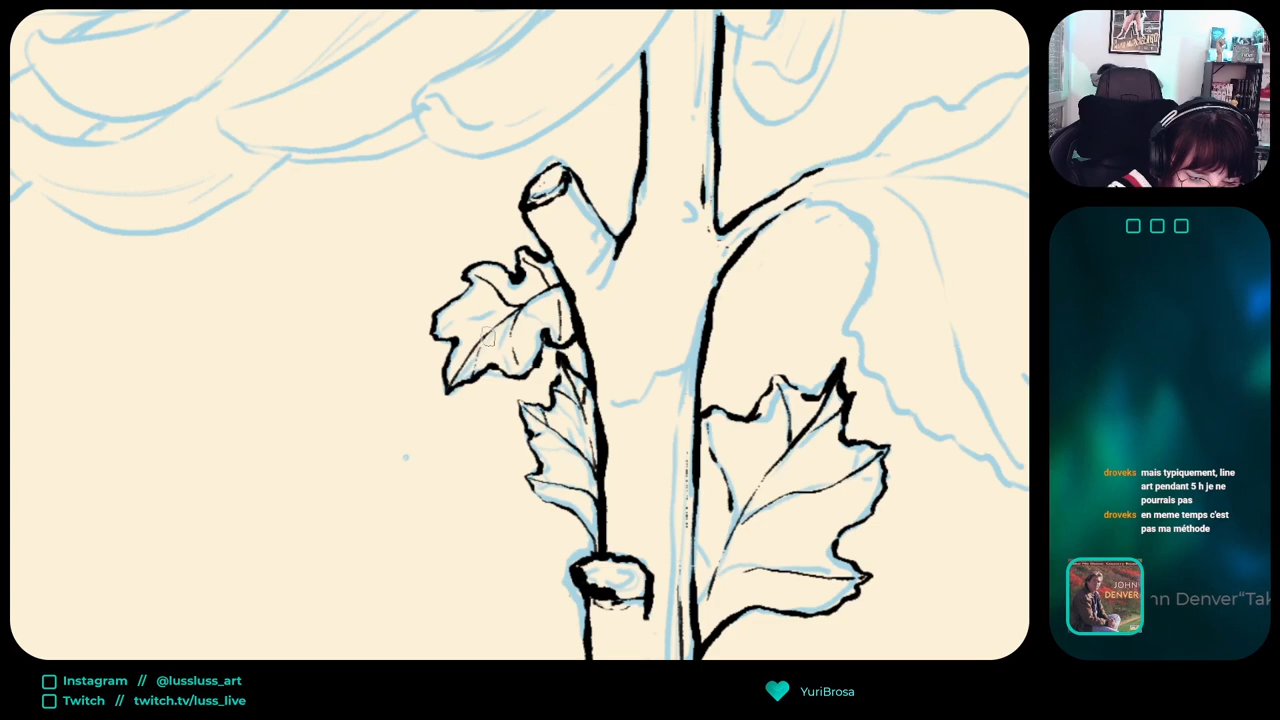 droveks mais typiquement, line
art pendant 5 h je ne
pourrais pas
droveks en meme temps c'est
pas ma méthode
JOHN
DENVER
nn Denver“Tak
Instagram // @lussluss_art
Twitch // twitch.tv/luss_live
YuriBrosa